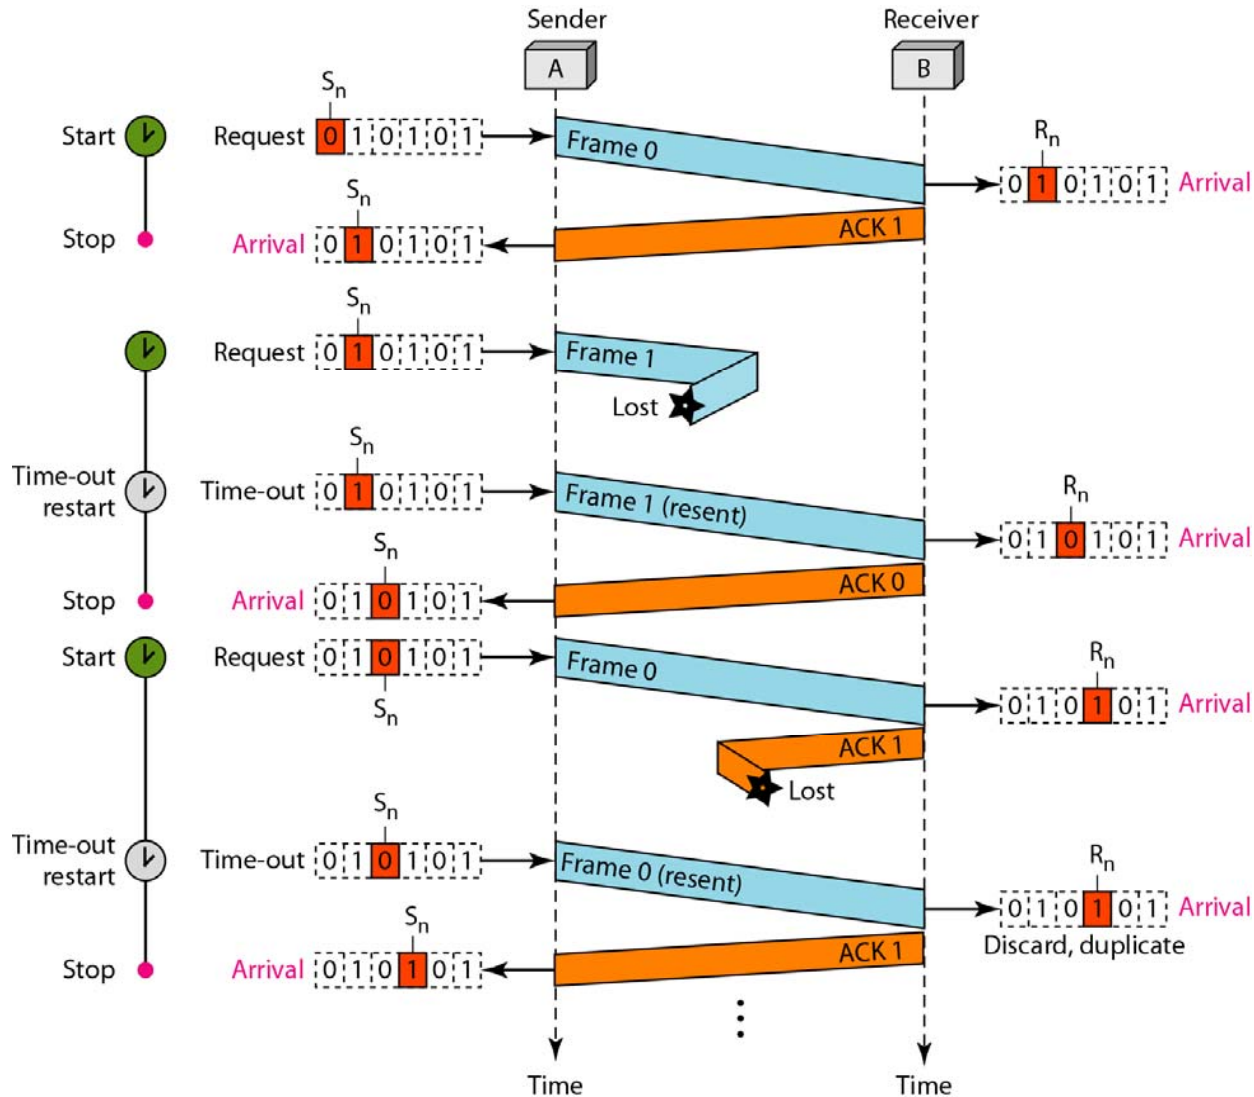 Sender Receiver
A B
Sn
Start Request 0 1 0 1 0 1 Frame 0 Rn
0 1 0 1 0 1 Arrival
Sn
Stop Arrival 0 1 0 1 0 1 ACK 1
Sn
Request 0 1 0 1 0 1 Frame 1
Lost
Sn
Time-out restart Time-out 0 1 0 1 0 1 Frame 1 (resent) Rn
0 1 0 1 0 1 Arrival
Sn
Stop Arrival 0 1 0 1 0 1 ACK 0
Start Request 0 1 0 1 0 1 Frame 0 Rn
Sn 0 1 0 1 0 1 Arrival
ACK 1
Lost
Sn
Time-out restart Time-out 0 1 0 1 0 1 Frame 0 (resent) Rn
0 1 0 1 0 1 Arrival
Sn Discard, duplicate
Stop Arrival 0 1 0 1 0 1 ACK 1
Time Time